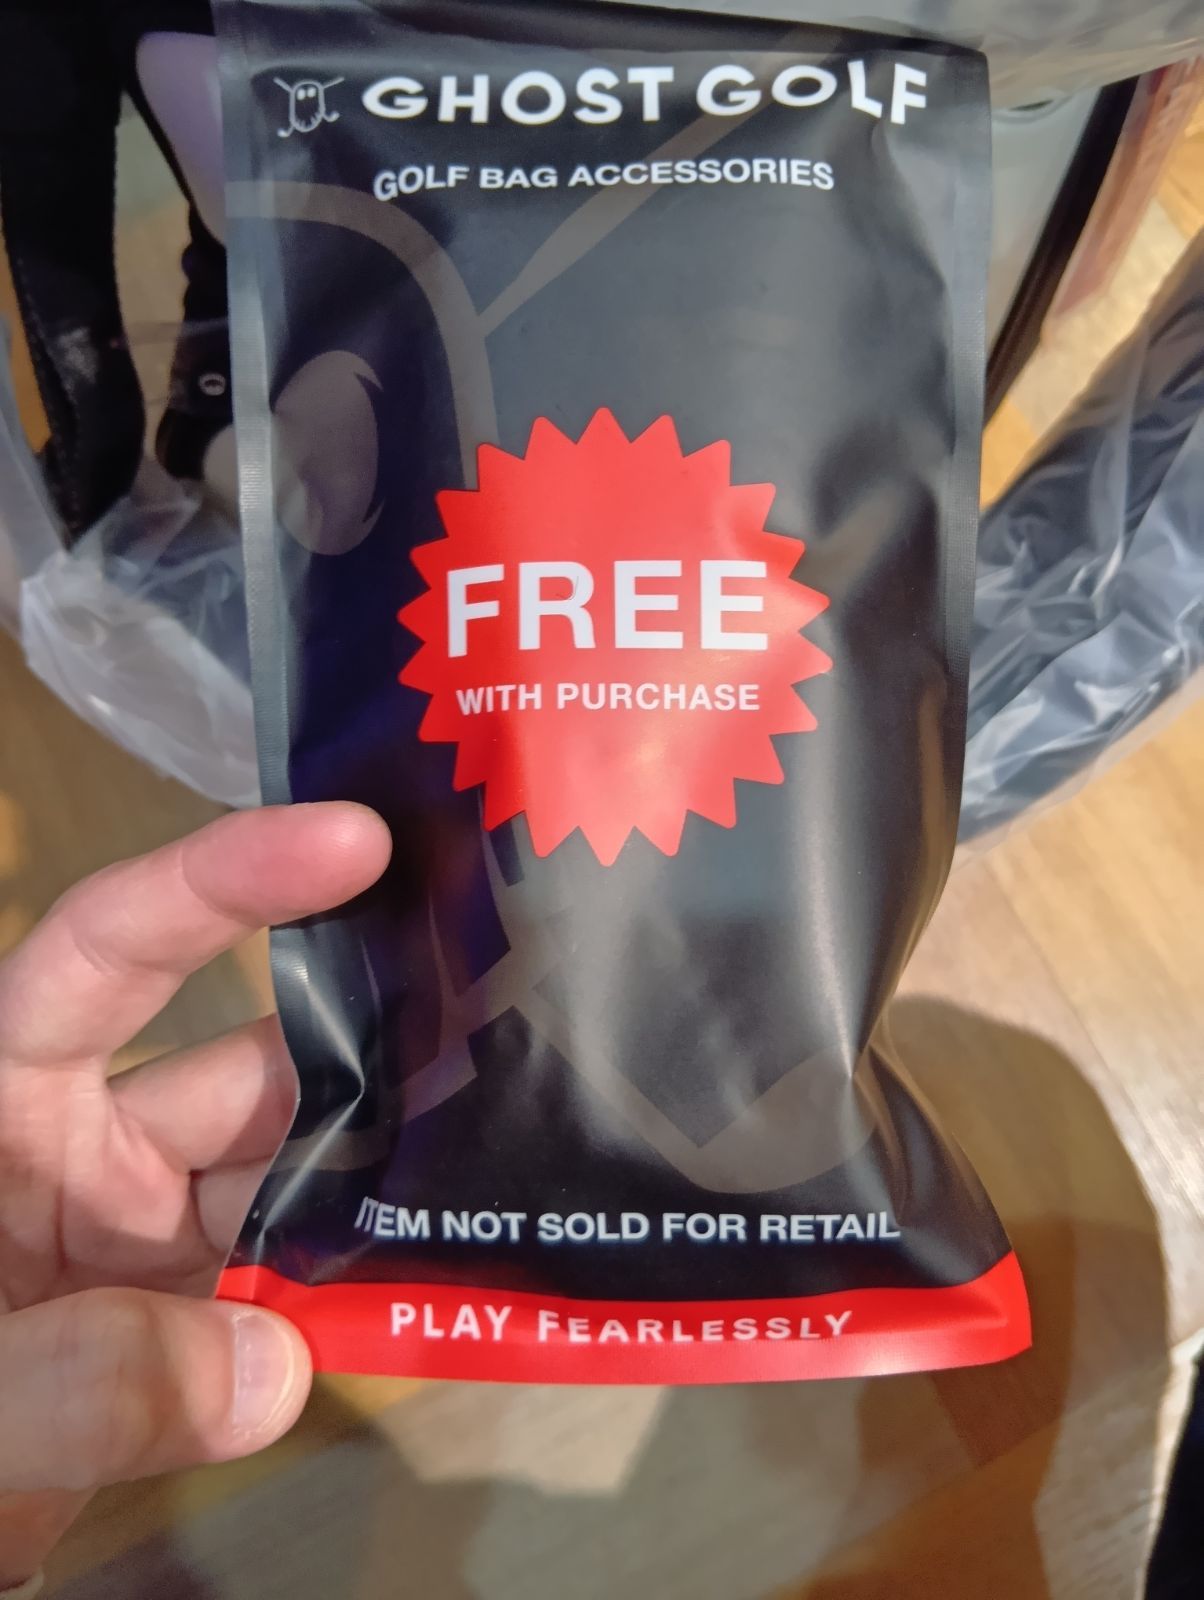 GHOST GOLF
GOLF BAG ACCESSORIES
FREE
WITH PURCHASE
ITEM NOT SOLD FOR RETAIL
PLAY FEARLESSLY